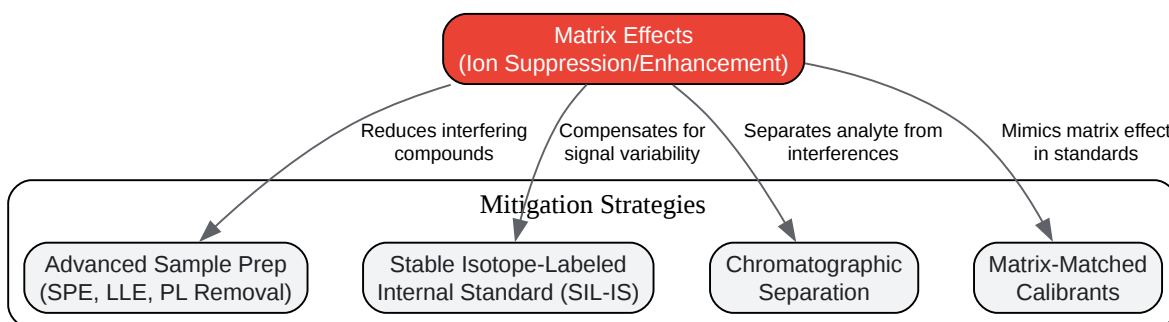 Matrix Effects
(Ion Suppression/Enhancement)
Reduces interfering
compounds
Compensates for
signal variability
Separates analyte from
interferences
Mimics matrix effect
in standards
Mitigation Strategies
Advanced Sample Prep
(SPE, LLE, PL Removal)
Stable Isotope-Labeled
Internal Standard (SIL-IS)
Chromatographic
Separation
Matrix-Matched
Calibrants